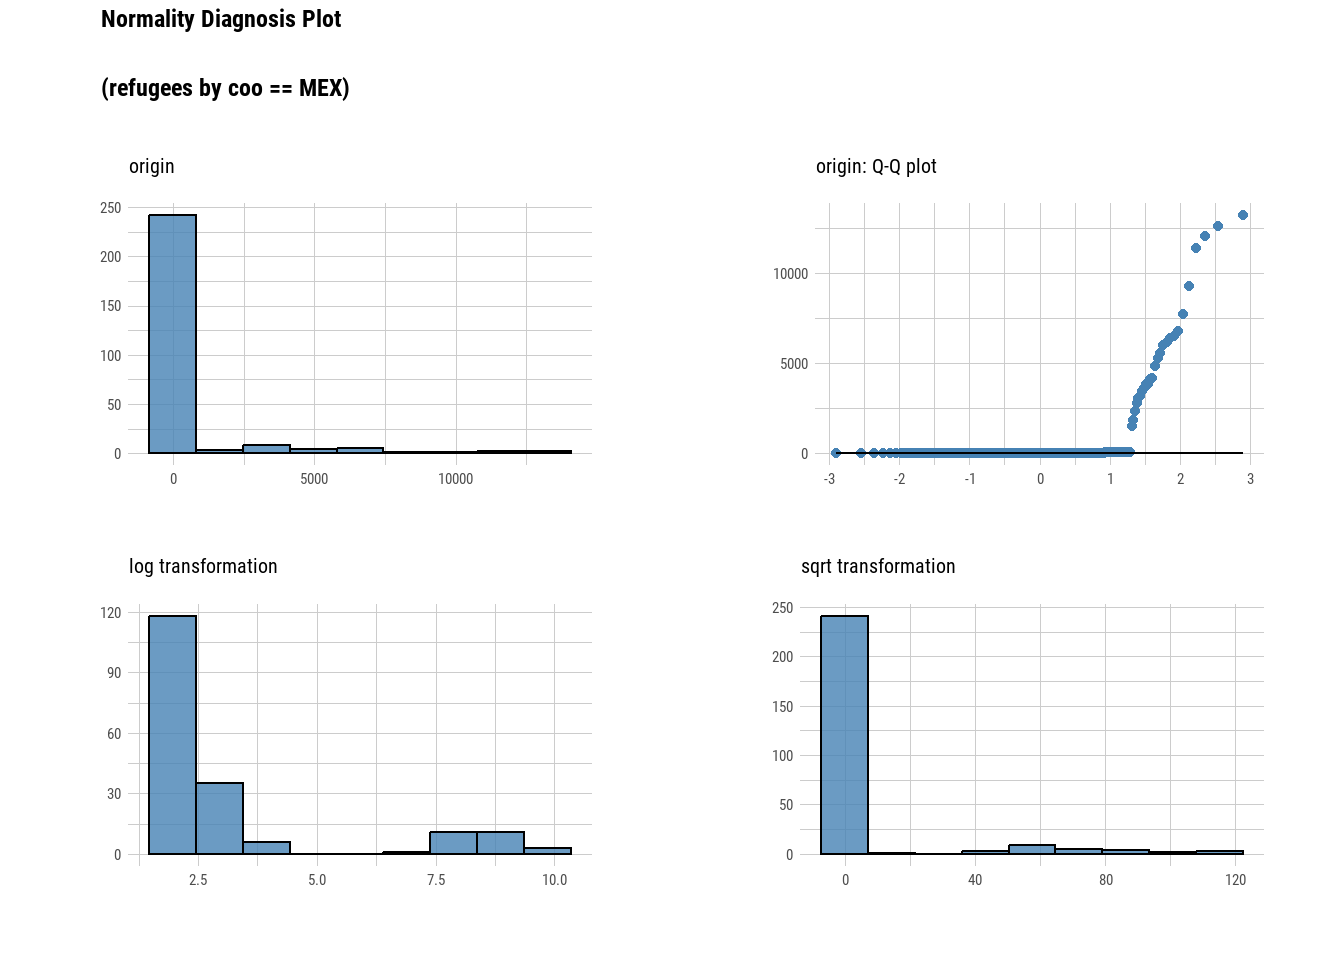 Normality Diagnosis Plot
(refugees by coo == MEX)
origin
250
200
150
100
50
0
0 5000 10000
origin: Q-Q plot
10000
5000
0
-3 -2 -1 0 1 2 3
log transformation
120
90
60
30
0
2.5 5.0 7.5 10.0
sqrt transformation
250
200
150
100
50
0
0 40 80 120